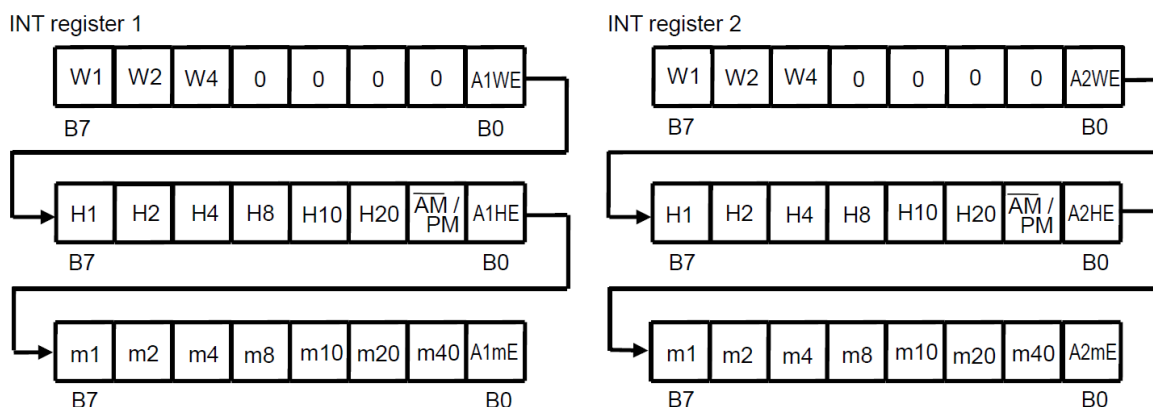 INT register 1
W1 W2 W4 0 0 0 0 A1WE
B7 B0
H1 H2 H4 H8 H10 H20 A̅M̅ / PM A1HE
B7 B0
m1 m2 m4 m8 m10 m20 m40 A1mE
B7 B0
INT register 2
W1 W2 W4 0 0 0 0 A2WE
B7 B0
H1 H2 H4 H8 H10 H20 A̅M̅ / PM A2HE
B7 B0
m1 m2 m4 m8 m10 m20 m40 A2mE
B7 B0